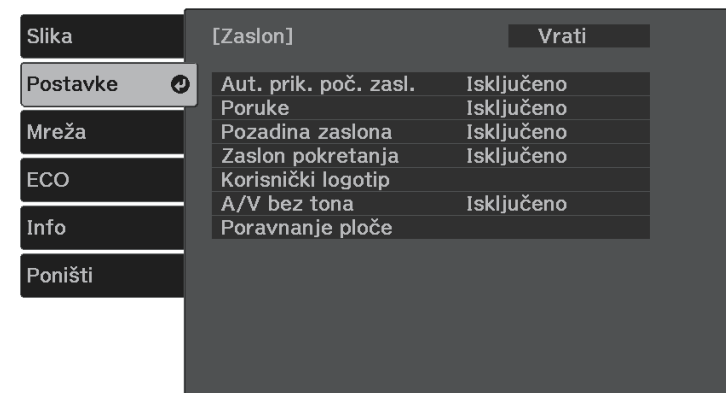 Slika
Postavke
Mreža
ECO
Info
Poništi
[Zaslon] Vrati
Aut. prik. poč. zasl. Isključeno
Poruke Isključeno
Pozadina zaslona Isključeno
Zaslon pokretanja Isključeno
Korisnički logotip
A/V bez tona Isključeno
Poravnanje ploče